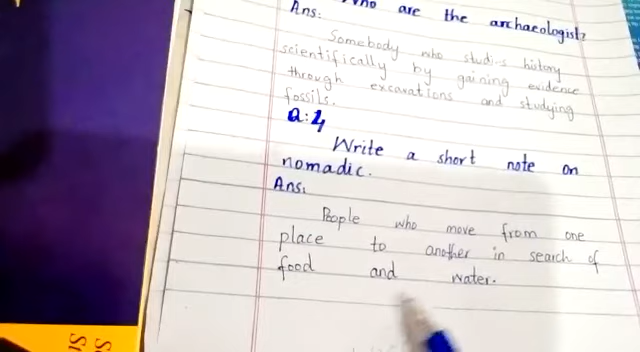 Who are the archaeologist?
Ans:
Somebody who studies history
scientifically by gaining evidence
through excavations and studying
fossils.
Q:4
Write a short note on
nomadic.
Ans:
People who move from one
place to another in search of
food and water.